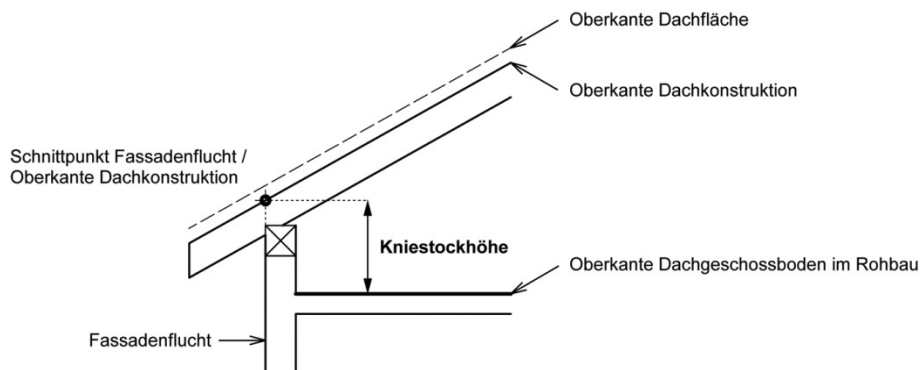 Oberkante Dachfläche
Oberkante Dachkonstruktion
Schnittpunkt Fassadenflucht /
Oberkante Dachkonstruktion
Kniestockhöhe
Oberkante Dachgeschossboden im Rohbau
Fassadenflucht